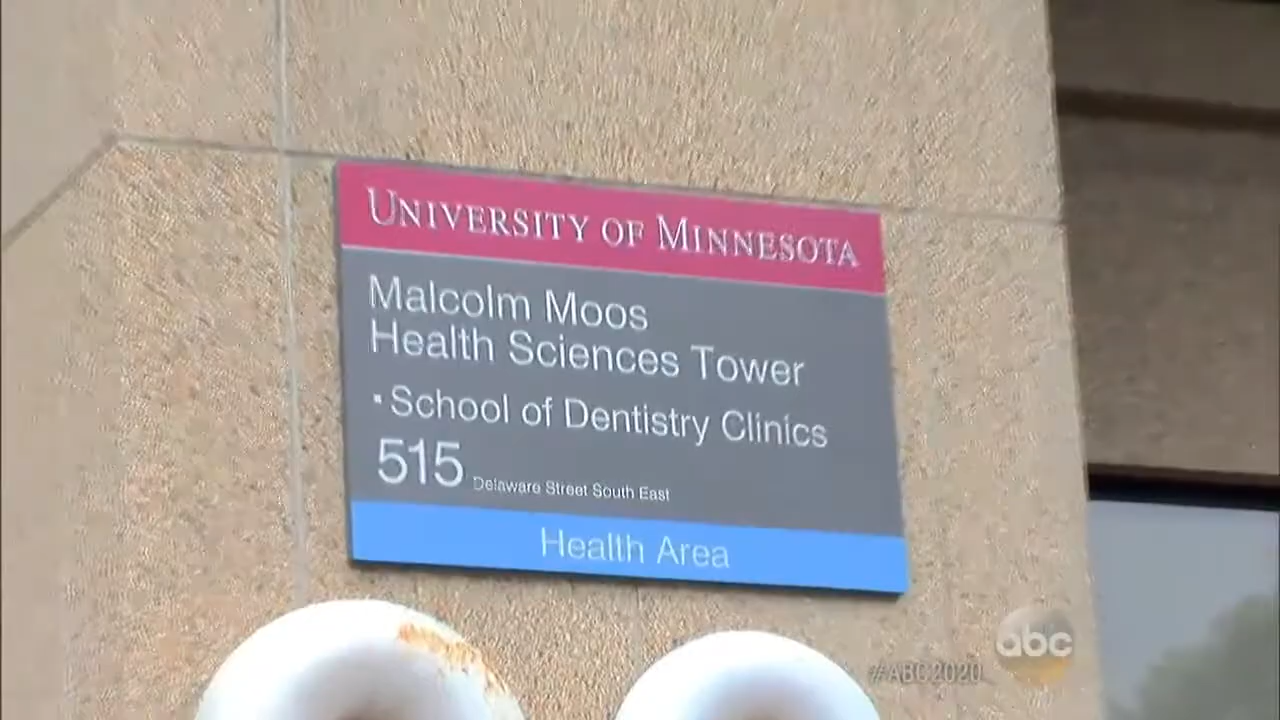 UNIVERSITY OF MINNESOTA
Malcolm Moos
Health Sciences Tower
· School of Dentistry Clinics
515 Delaware Street South East
Health Area
abc
#ABC2020